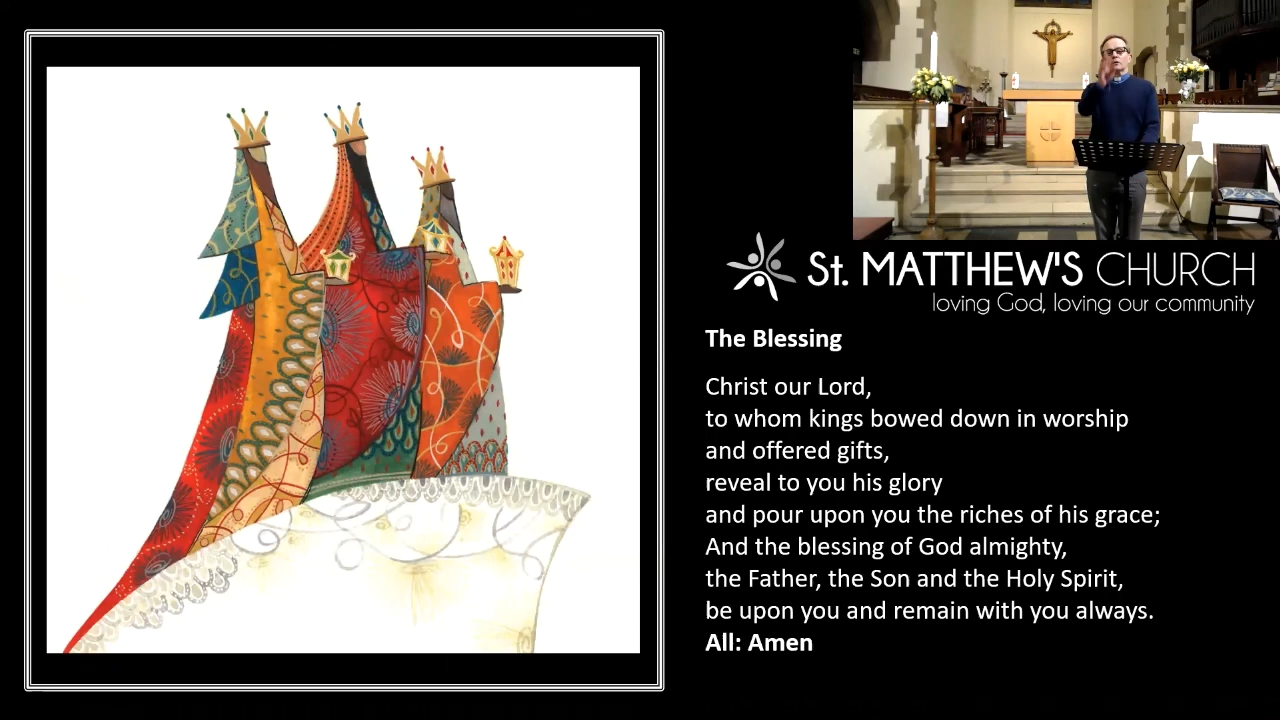 St. MATTHEW'S CHURCH
loving God, loving our community
The Blessing
Christ our Lord,
to whom kings bowed down in worship
and offered gifts,
reveal to you his glory
and pour upon you the riches of his grace;
And the blessing of God almighty,
the Father, the Son and the Holy Spirit,
be upon you and remain with you always.
All: Amen